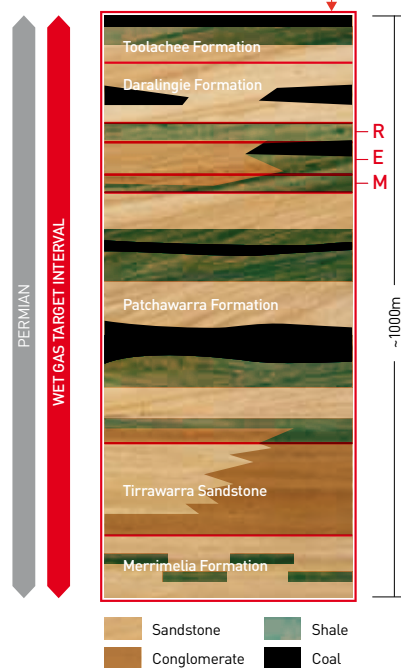 Toolachee Formation
Daralingie Formation
R
E
M
PERMIAN
WET GAS TARGET INTERVAL
Patchawarra Formation
~1000m
Tirrawarra Sandstone
Merrimelia Formation
Sandstone
Shale
Conglomerate
Coal